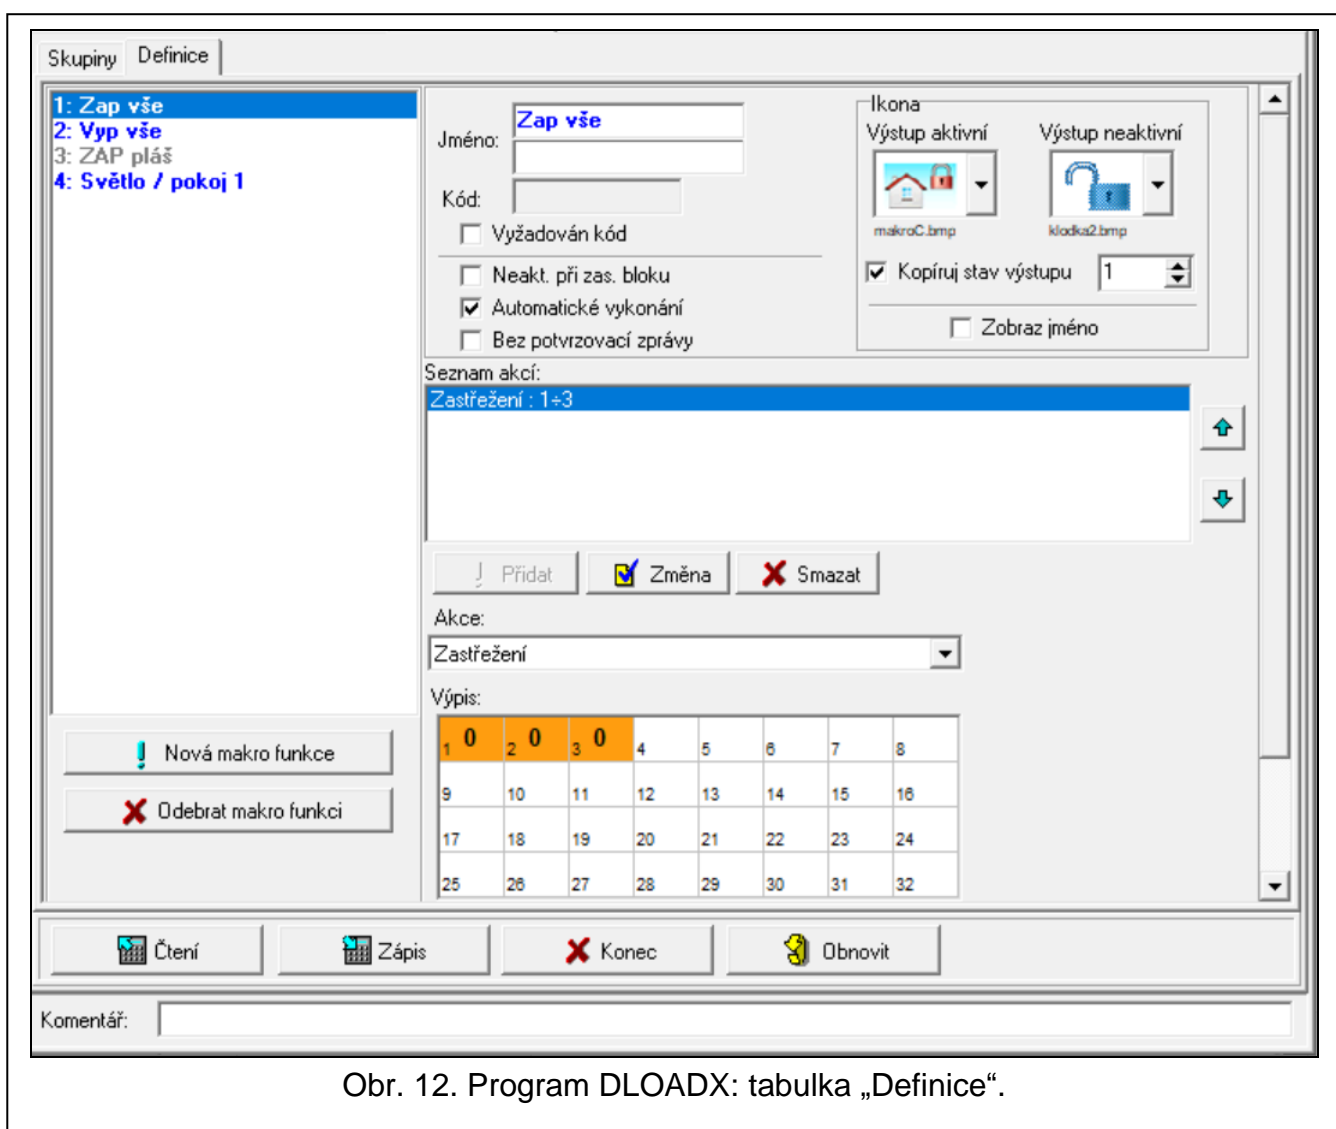 Skupiny Definice
1: Zap vše
2: Vyp vše
3: ZAP pláš
4: Světlo / pokoj 1
Nová makro funkce
Odebrat makro funkci
Jméno: Zap vše
Kód:
Vyžadován kód
Neakt. při zas. bloku
Automatické vykonání
Bez potvrzovací zprávy
Ikona
Výstup aktivní Výstup neaktivní
makroC.bmp klodka2.bmp
Kopíruj stav výstupu 1
Zobraz jméno
Seznam akcí:
Zastřežení : 1÷3
Přidat Změna Smazat
Akce:
Zastřežení
Výpis:
1 0 2 0 3 0 4 5 6 7 8
9 10 11 12 13 14 15 16
17 18 19 20 21 22 23 24
25 26 27 28 29 30 31 32
Čtení Zápis Konec Obnovit
Komentář:
Obr. 12. Program DLOADX: tabulka „Definice“.